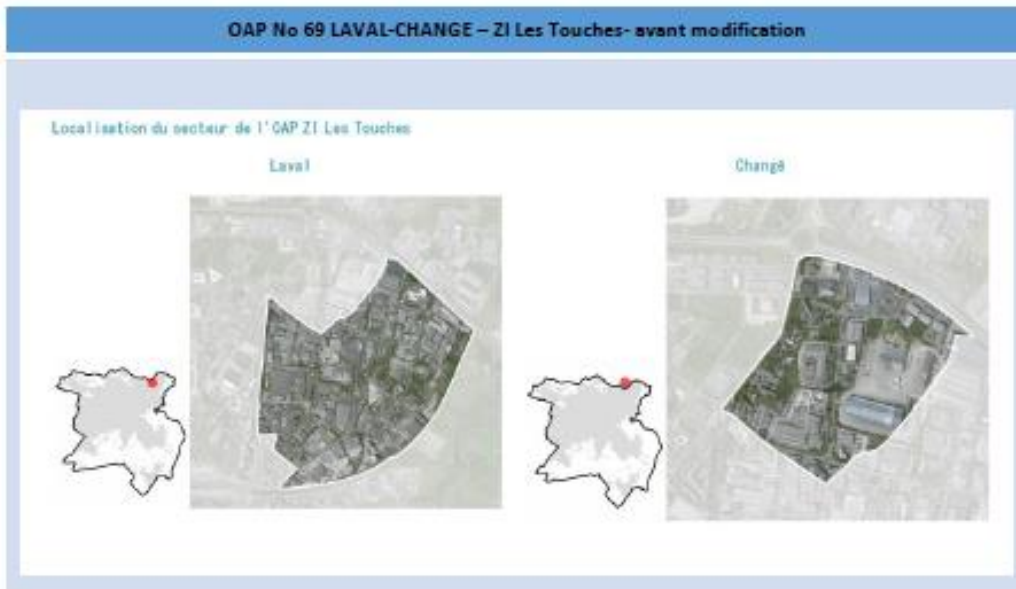 OAP No 69 LAVAL-CHANGE – ZI Les Touches- avant modification
Localisation du secteur de l'OAP ZI Les Touches
Laval
Changé